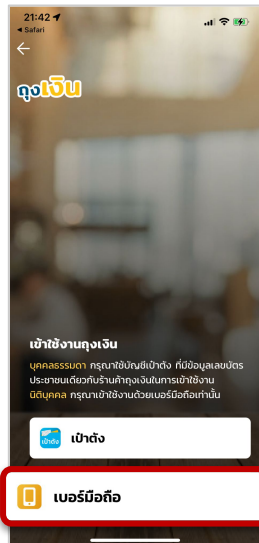 21:42
◀ Safari
ถุงเงิน
เข้าใช้งานถุงเงิน
บุคคลธรรมดา กรุณาใช้บัญชีเป๋าตัง ที่มีข้อมูลเลขบัตร
ประชาชนเดียวกับร้านค้าถุงเงินในการเข้าใช้งาน
นิติบุคคล กรุณาเข้าใช้งานด้วยเบอร์มือถือเท่านั้น
เป๋าตัง เป๋าตัง
เบอร์มือถือ